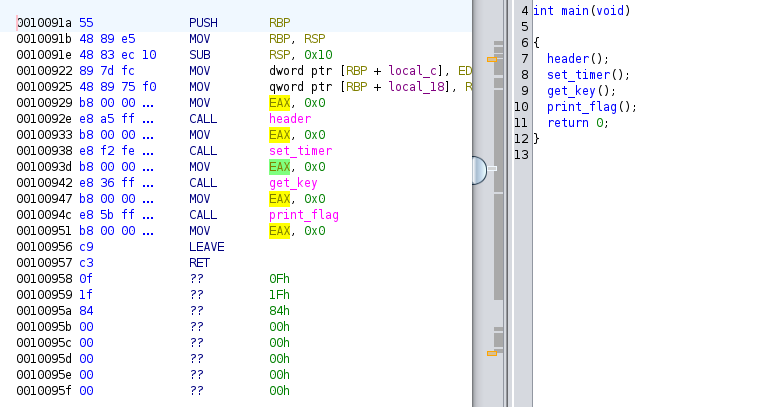 0010091a 55 PUSH RBP
0010091b 48 89 e5 MOV RBP, RSP
0010091e 48 83 ec 10 SUB RSP, 0x10
00100922 89 7d fc MOV dword ptr [RBP + local_c], ED
00100925 48 89 75 f0 MOV qword ptr [RBP + local_18], R
00100929 b8 00 00 ... MOV EAX, 0x0
0010092e e8 a5 ff ... CALL header
00100933 b8 00 00 ... MOV EAX, 0x0
00100938 e8 f2 fe ... CALL set_timer
0010093d b8 00 00 ... MOV EAX, 0x0
00100942 e8 36 ff ... CALL get_key
00100947 b8 00 00 ... MOV EAX, 0x0
0010094c e8 5b ff ... CALL print_flag
00100951 b8 00 00 ... MOV EAX, 0x0
00100956 c9 LEAVE
00100957 c3 RET
00100958 0f ?? 0Fh
00100959 1f ?? 1Fh
0010095a 84 ?? 84h
0010095b 00 ?? 00h
0010095c 00 ?? 00h
0010095d 00 ?? 00h
0010095e 00 ?? 00h
0010095f 00 ?? 00h
4 int main(void)
5
6 {
7 header();
8 set_timer();
9 get_key();
10 print_flag();
11 return 0;
12 }
13